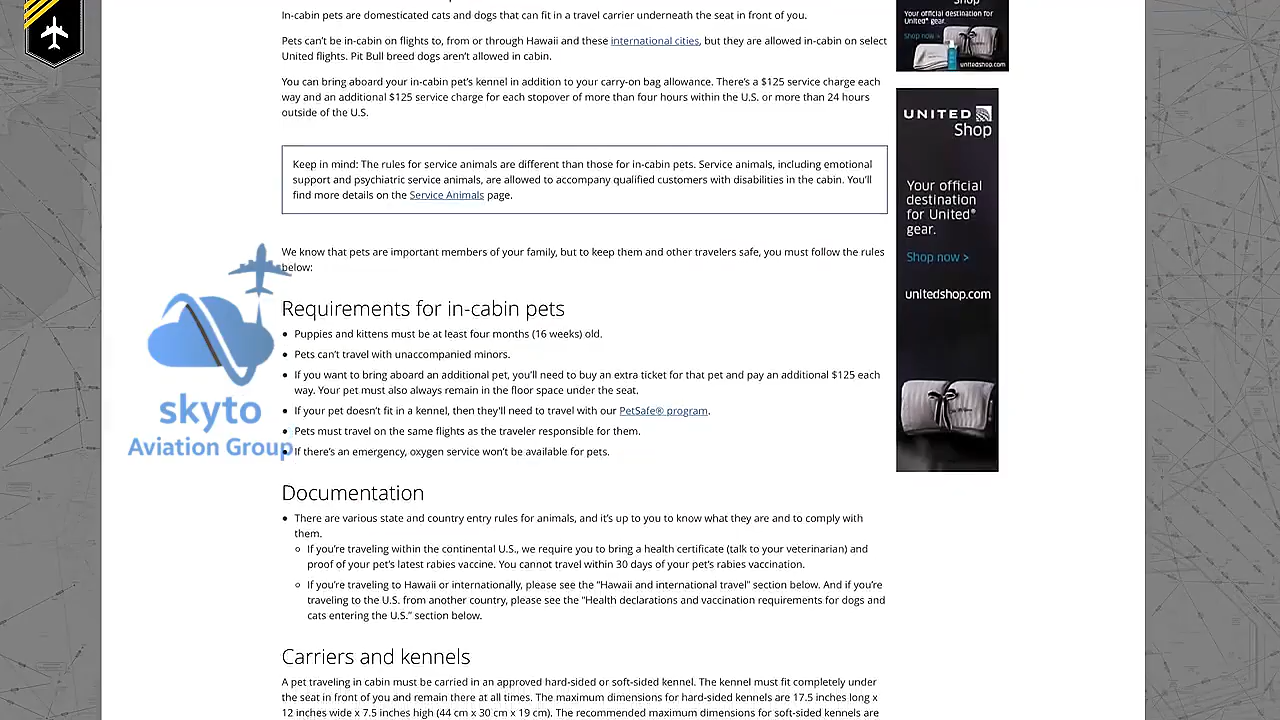 In-cabin pets are domesticated cats and dogs that can fit in a travel carrier underneath the seat in front of you.
Pets can't be in-cabin on flights to, from or through Hawaii and these international cities, but they are allowed in-cabin on select
United flights. Pit Bull breed dogs aren't allowed in cabin.
You can bring aboard your in-cabin pet's kennel in addition to your carry-on bag allowance. There's a $125 service charge each
way and an additional $125 service charge for each stopover of more than four hours within the U.S. or more than 24 hours
outside of the U.S.
Keep in mind: The rules for service animals are different than those for in-cabin pets. Service animals, including emotional
support and psychiatric service animals, are allowed to accompany qualified customers with disabilities in the cabin. You'll
find more details on the Service Animals page.
We know that pets are important members of your family, but to keep them and other travelers safe, you must follow the rules
below:
Requirements for in-cabin pets
• Puppies and kittens must be at least four months (16 weeks) old.
• Pets can't travel with unaccompanied minors.
• If you want to bring aboard an additional pet, you'll need to buy an extra ticket for that pet and pay an additional $125 each
way. Your pet must also always remain in the floor space under the seat.
• If your pet doesn't fit in a kennel, then they'll need to travel with our PetSafe® program.
• Pets must travel on the same flights as the traveler responsible for them.
• If there's an emergency, oxygen service won't be available for pets.
Documentation
• There are various state and country entry rules for animals, and it's up to you to know what they are and to comply with
them.
◦ If you're traveling within the continental U.S., we require you to bring a health certificate (talk to your veterinarian) and
proof of your pet's latest rabies vaccine. You cannot travel within 30 days of your pet's rabies vaccination.
◦ If you're traveling to Hawaii or internationally, please see the "Hawaii and international travel" section below. And if you're
traveling to the U.S. from another country, please see the "Health declarations and vaccination requirements for dogs and
cats entering the U.S." section below.
Carriers and kennels
A pet traveling in cabin must be carried in an approved hard-sided or soft-sided kennel. The kennel must fit completely under
the seat in front of you and remain there at all times. The maximum dimensions for hard-sided kennels are 17.5 inches long x
12 inches wide x 7.5 inches high (44 cm x 30 cm x 19 cm). The recommended maximum dimensions for soft-sided kennels are
skyto
Aviation Group
Shop
Your official destination for
United® gear.
Shop now >
unitedshop.com
UNITED
Shop
Your official
destination
for United®
gear.
Shop now >
unitedshop.com